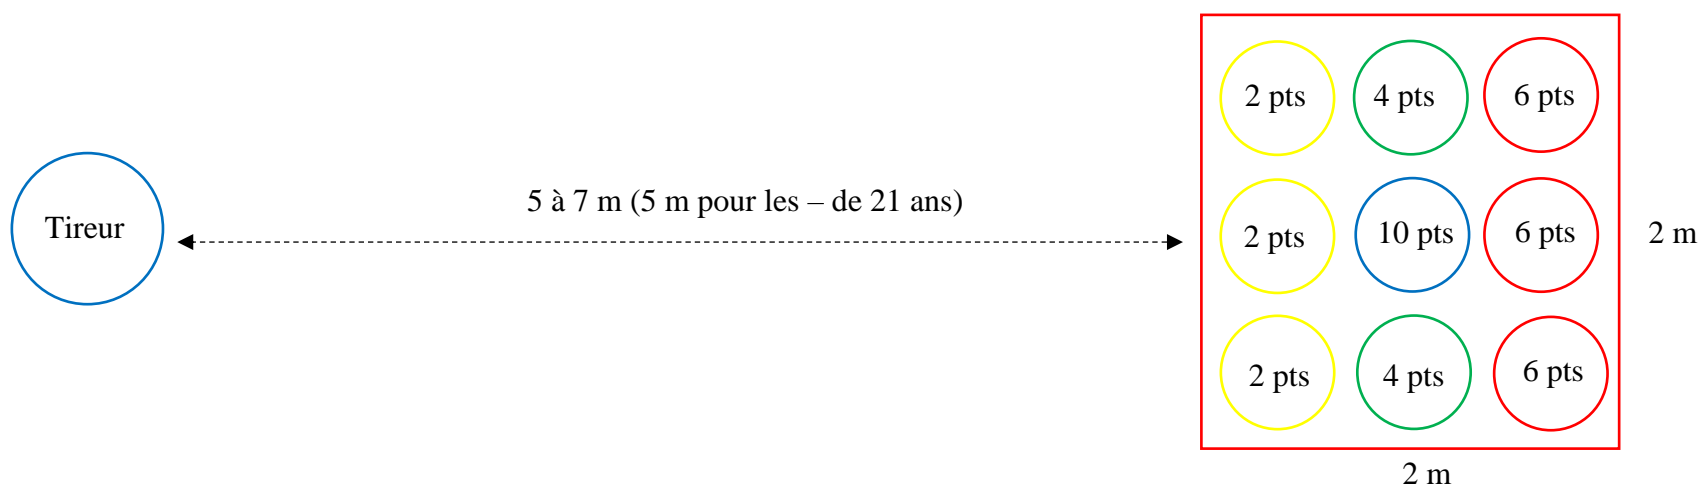 Tireur
5 à 7 m (5 m pour les – de 21 ans)
2 pts
4 pts
6 pts
2 pts
10 pts
6 pts
2 pts
4 pts
6 pts
2 m
2 m